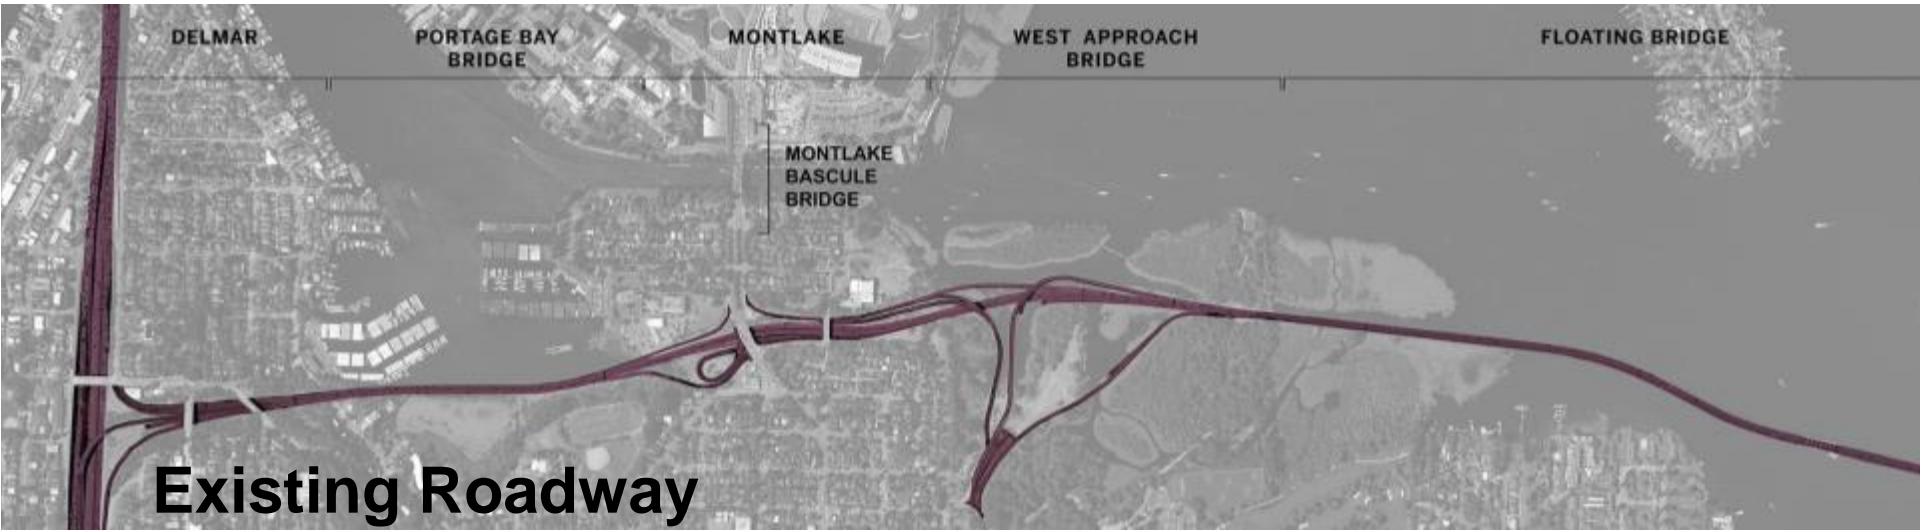 DELMAR
PORTAGE BAY
BRIDGE
MONTLAKE
WEST APPROACH
BRIDGE
FLOATING BRIDGE
MONTLAKE
BASCULE
BRIDGE
Existing Roadway